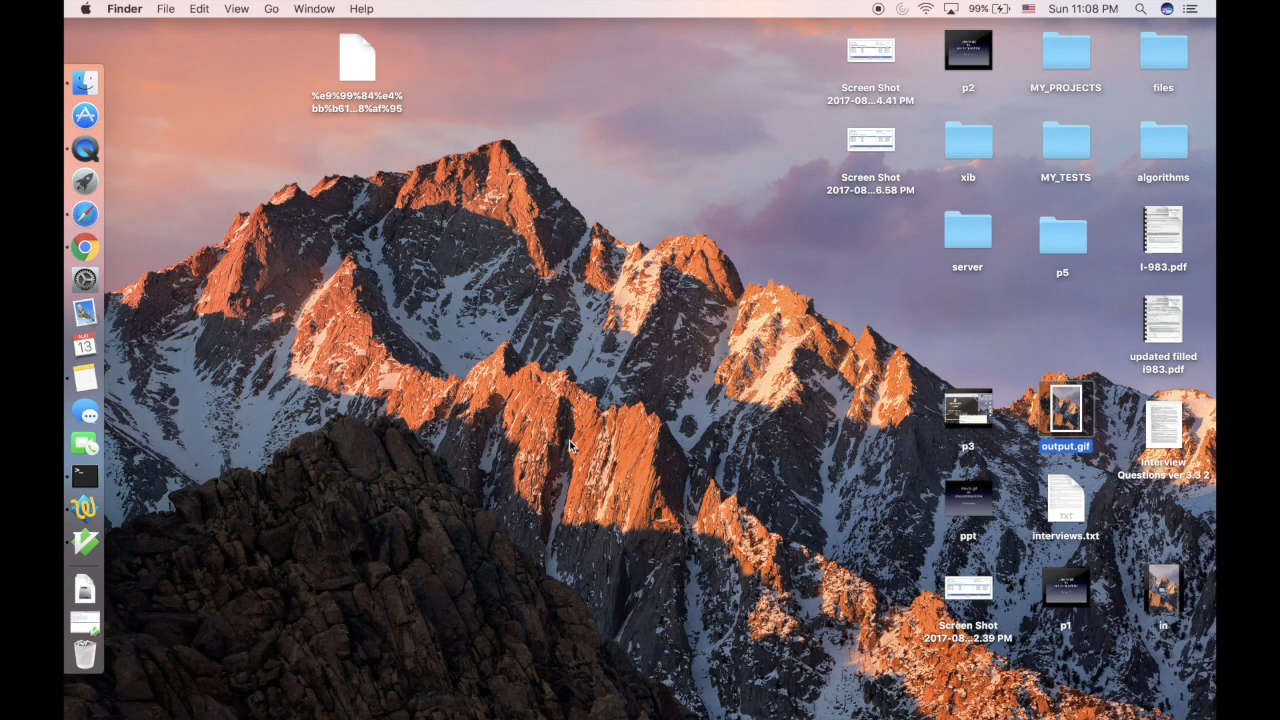 Finder File Edit View Go Window Help 99% Sun 11:08 PM
%e9%99%84%e4%
bb%b61...8%af%95
Screen Shot
2017-08...4.41 PM
p2
MY_PROJECTS
files
Screen Shot
2017-08...6.58 PM
xib
MY_TESTS
algorithms
server
p5
I-983.pdf
updated filled
i983.pdf
13
p3
output.gif
Interview
Questions ver 3.3 2
ppt
TXT
interviews.txt
Screen Shot
2017-08...2.39 PM
p1
in